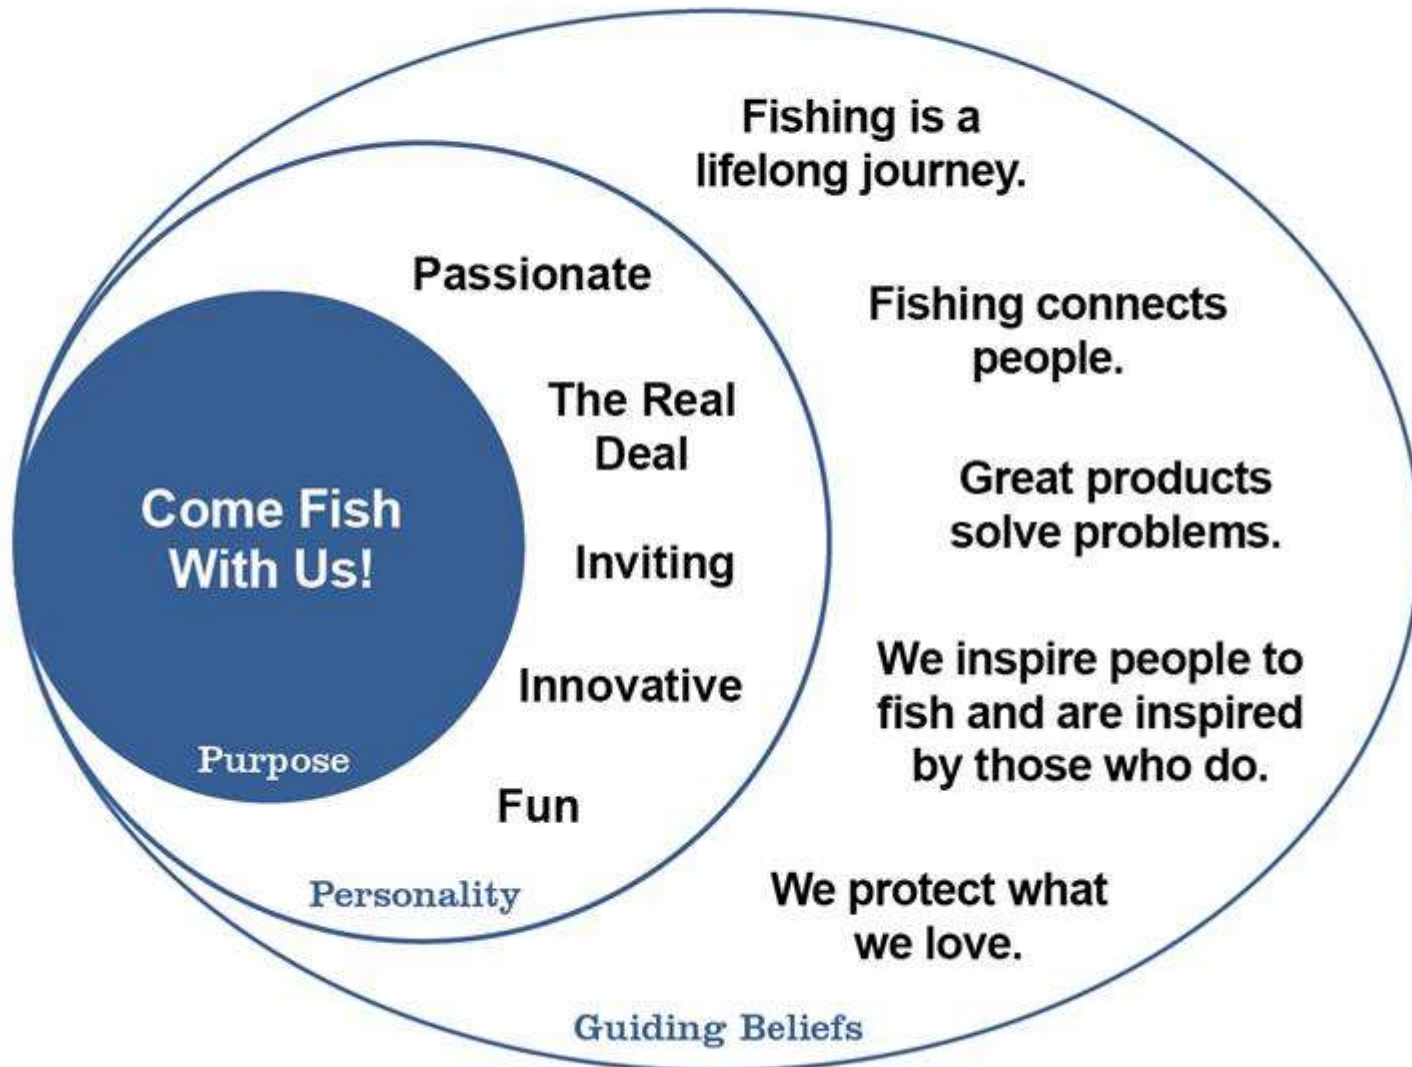 Come Fish
With Us!
Purpose
Passionate
The Real
Deal
Inviting
Innovative
Fun
Personality
Fishing is a
lifelong journey.
Fishing connects
people.
Great products
solve problems.
We inspire people to
fish and are inspired
by those who do.
We protect what
we love.
Guiding Beliefs